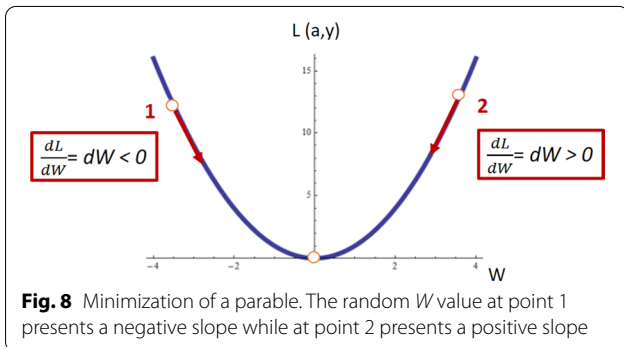 L (a,y)
15
1
2
10
dL/dW = dW < 0
dL/dW = dW > 0
5
-4
-2
2
4
W
Fig. 8 Minimization of a parable. The random W value at point 1
presents a negative slope while at point 2 presents a positive slope